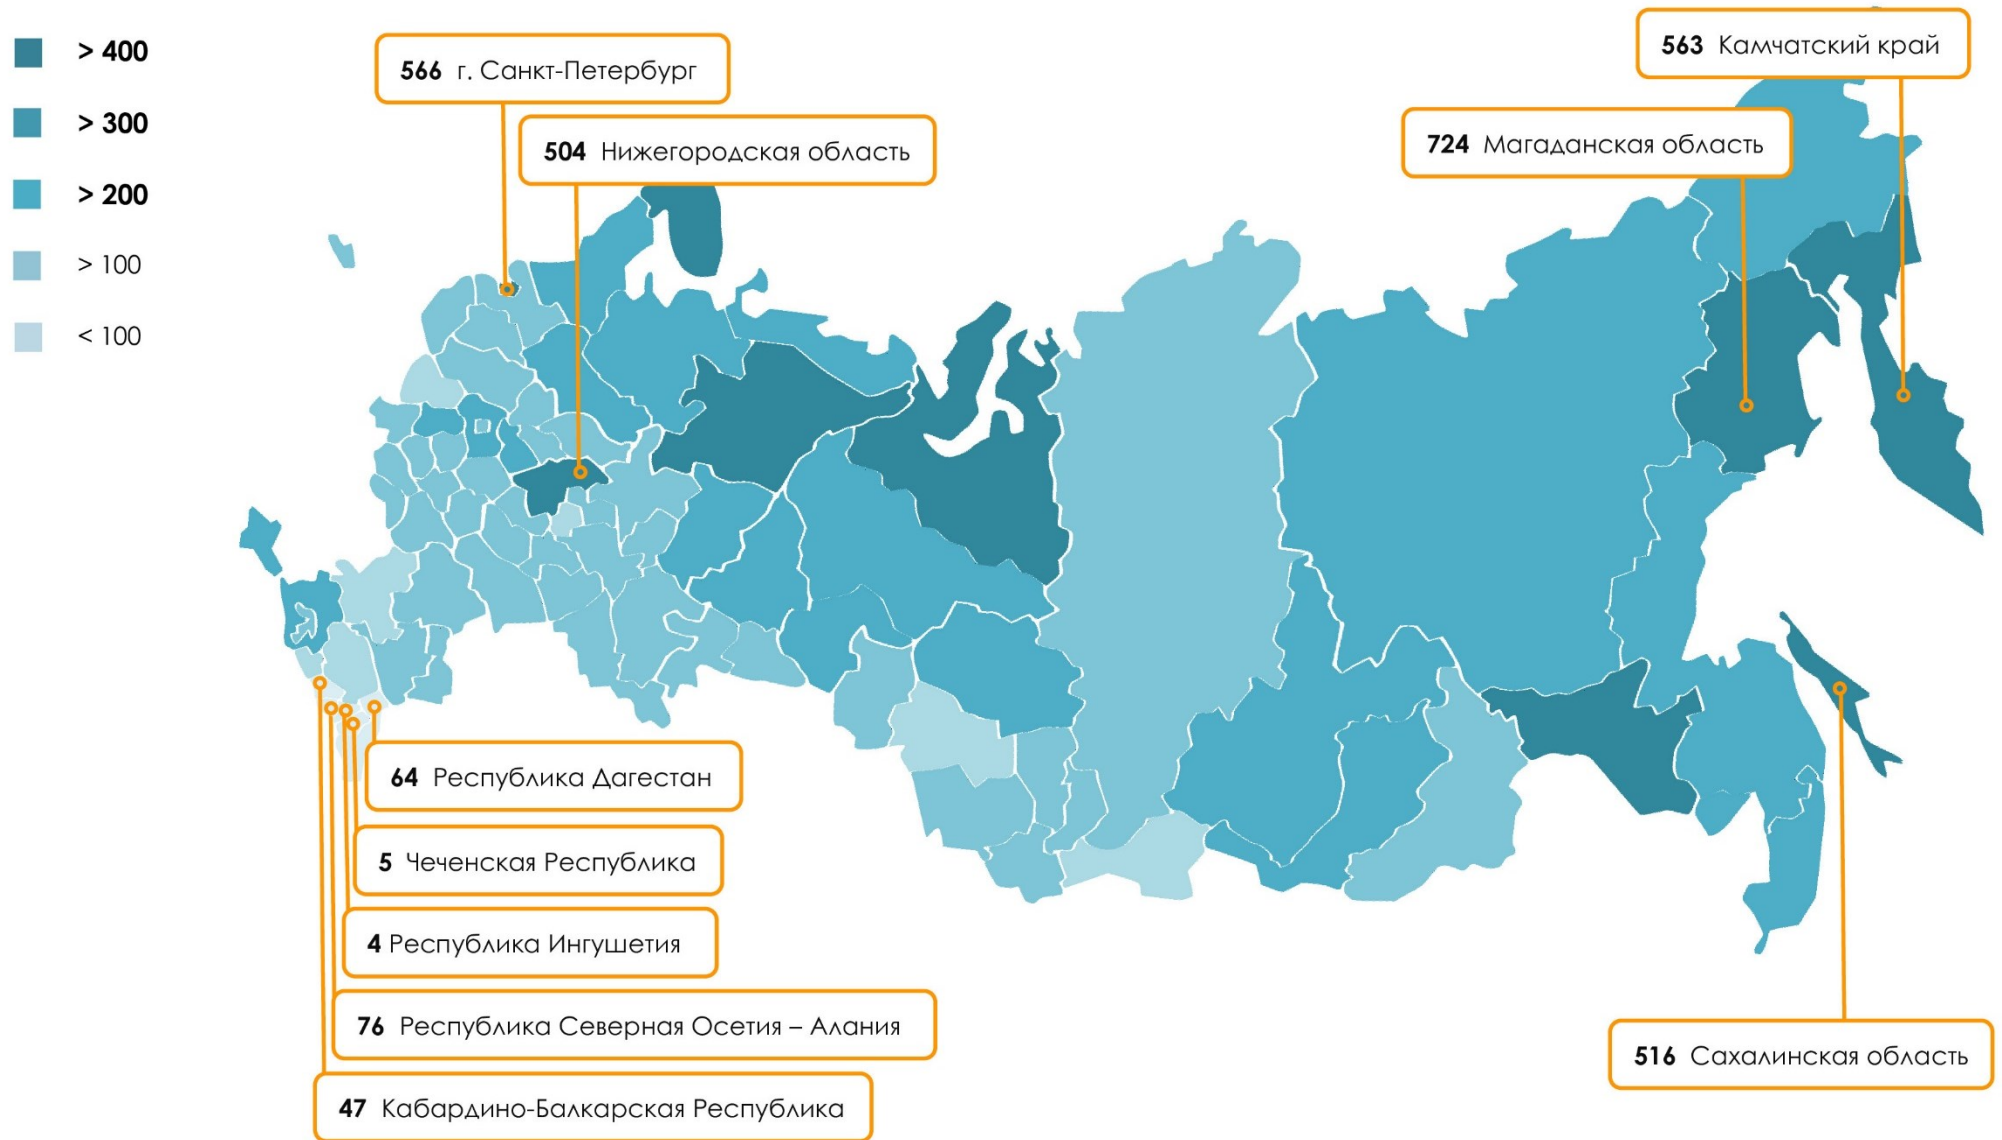 > 400
> 300
> 200
> 100
< 100
566 г. Санкт-Петербург
504 Нижегородская область
563 Камчатский край
724 Магаданская область
64 Республика Дагестан
5 Чеченская Республика
4 Республика Ингушетия
76 Республика Северная Осетия – Алания
47 Кабардино-Балкарская Республика
516 Сахалинская область